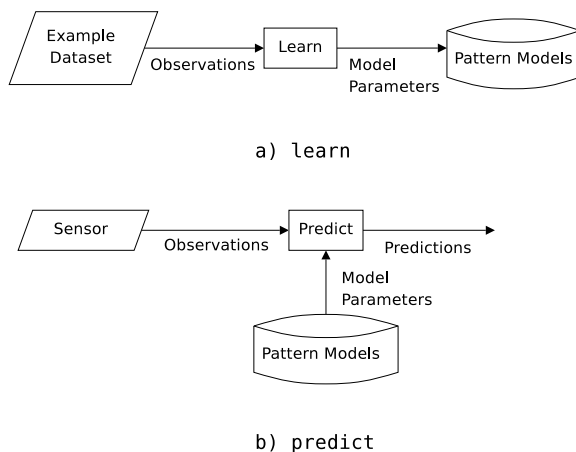 Example
Dataset
Observations
Learn
Model
Parameters
Pattern Models
a) learn
Sensor
Observations
Predict
Predictions
Model
Parameters
Pattern Models
b) predict